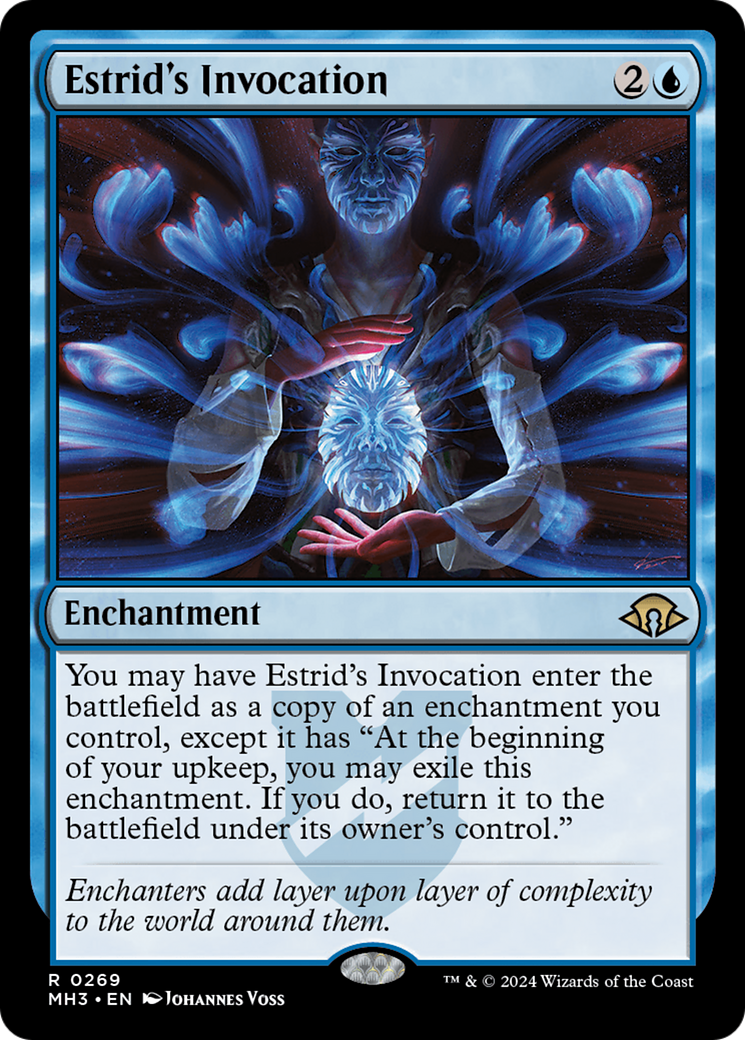 Estrid's Invocation 2
Enchantment
You may have Estrid's Invocation enter the
battlefield as a copy of an enchantment you
control, except it has “At the beginning
of your upkeep, you may exile this
enchantment. If you do, return it to the
battlefield under its owner's control.”
Enchanters add layer upon layer of complexity
to the world around them.
R 0269
MH3 • EN Johannes Voss
™ & © 2024 Wizards of the Coast